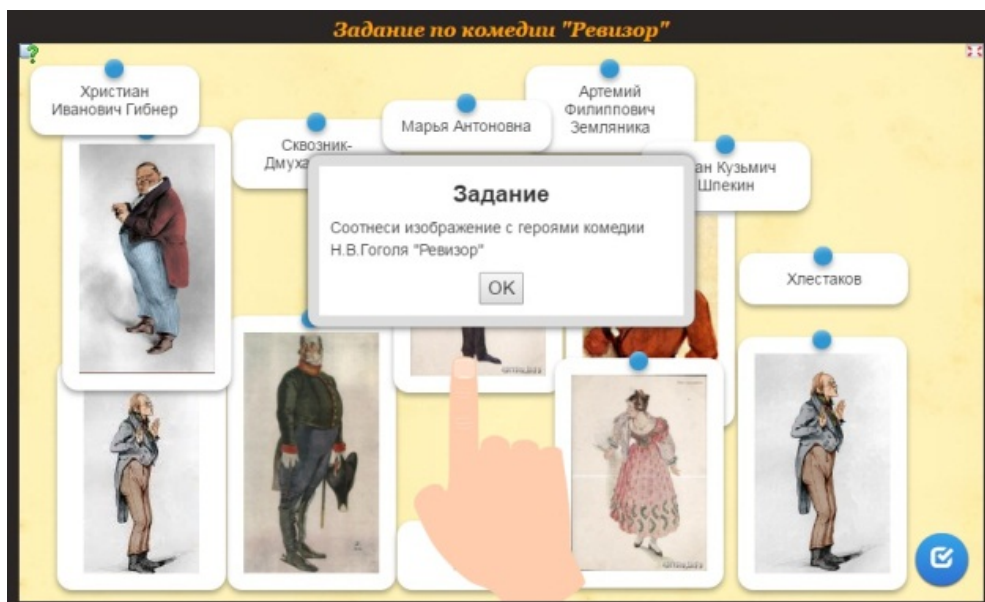 Задание по комедии "Ревизор"
Христиан
Иванович Гибнер
Сквозник-
Марья Антоновна
Артемий
Филиппович
Земляника
Кузьмич
Шпекин
Задание
Соотнеси изображение с героями комедии
Н.В.Гоголя "Ревизор"
OK
Хлестаков